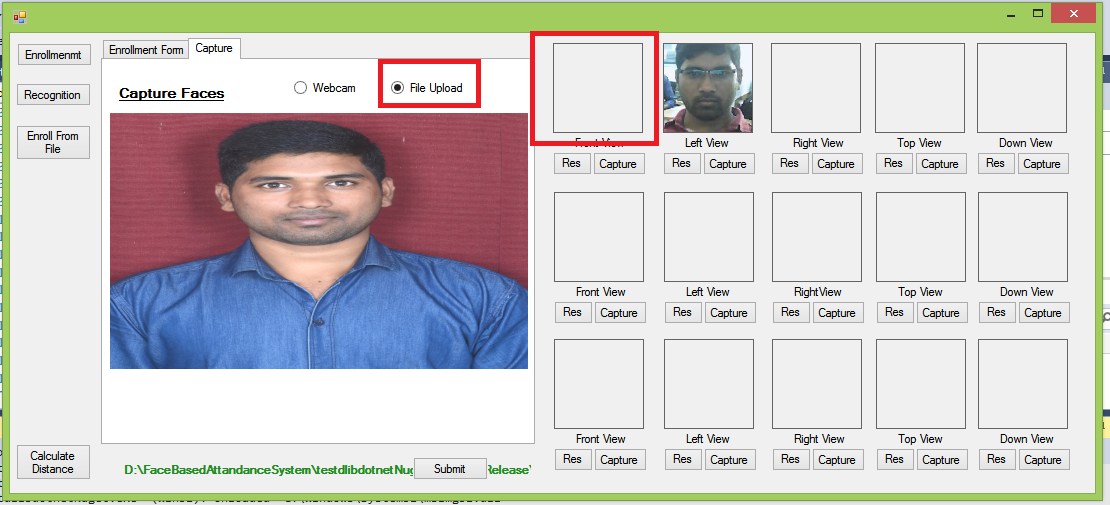 Enrollmenmt
Recognition
Enroll From
File
Calculate
Distance
Enrollment Form
Capture
Capture Faces
Webcam
File Upload
D:\FaceBasedAttandanceSystem\testdlibdotnetNug
Submit
Release\
Front View
Left View
Right View
Top View
Down View
Res Capture
Res Capture
Res Capture
Res Capture
Res Capture
Front View
Left View
RightView
Top View
Down View
Res Capture
Res Capture
Res Capture
Res Capture
Res Capture
Front View
Left View
Right View
Top View
Down View
Res Capture
Res Capture
Res Capture
Res Capture
Res Capture